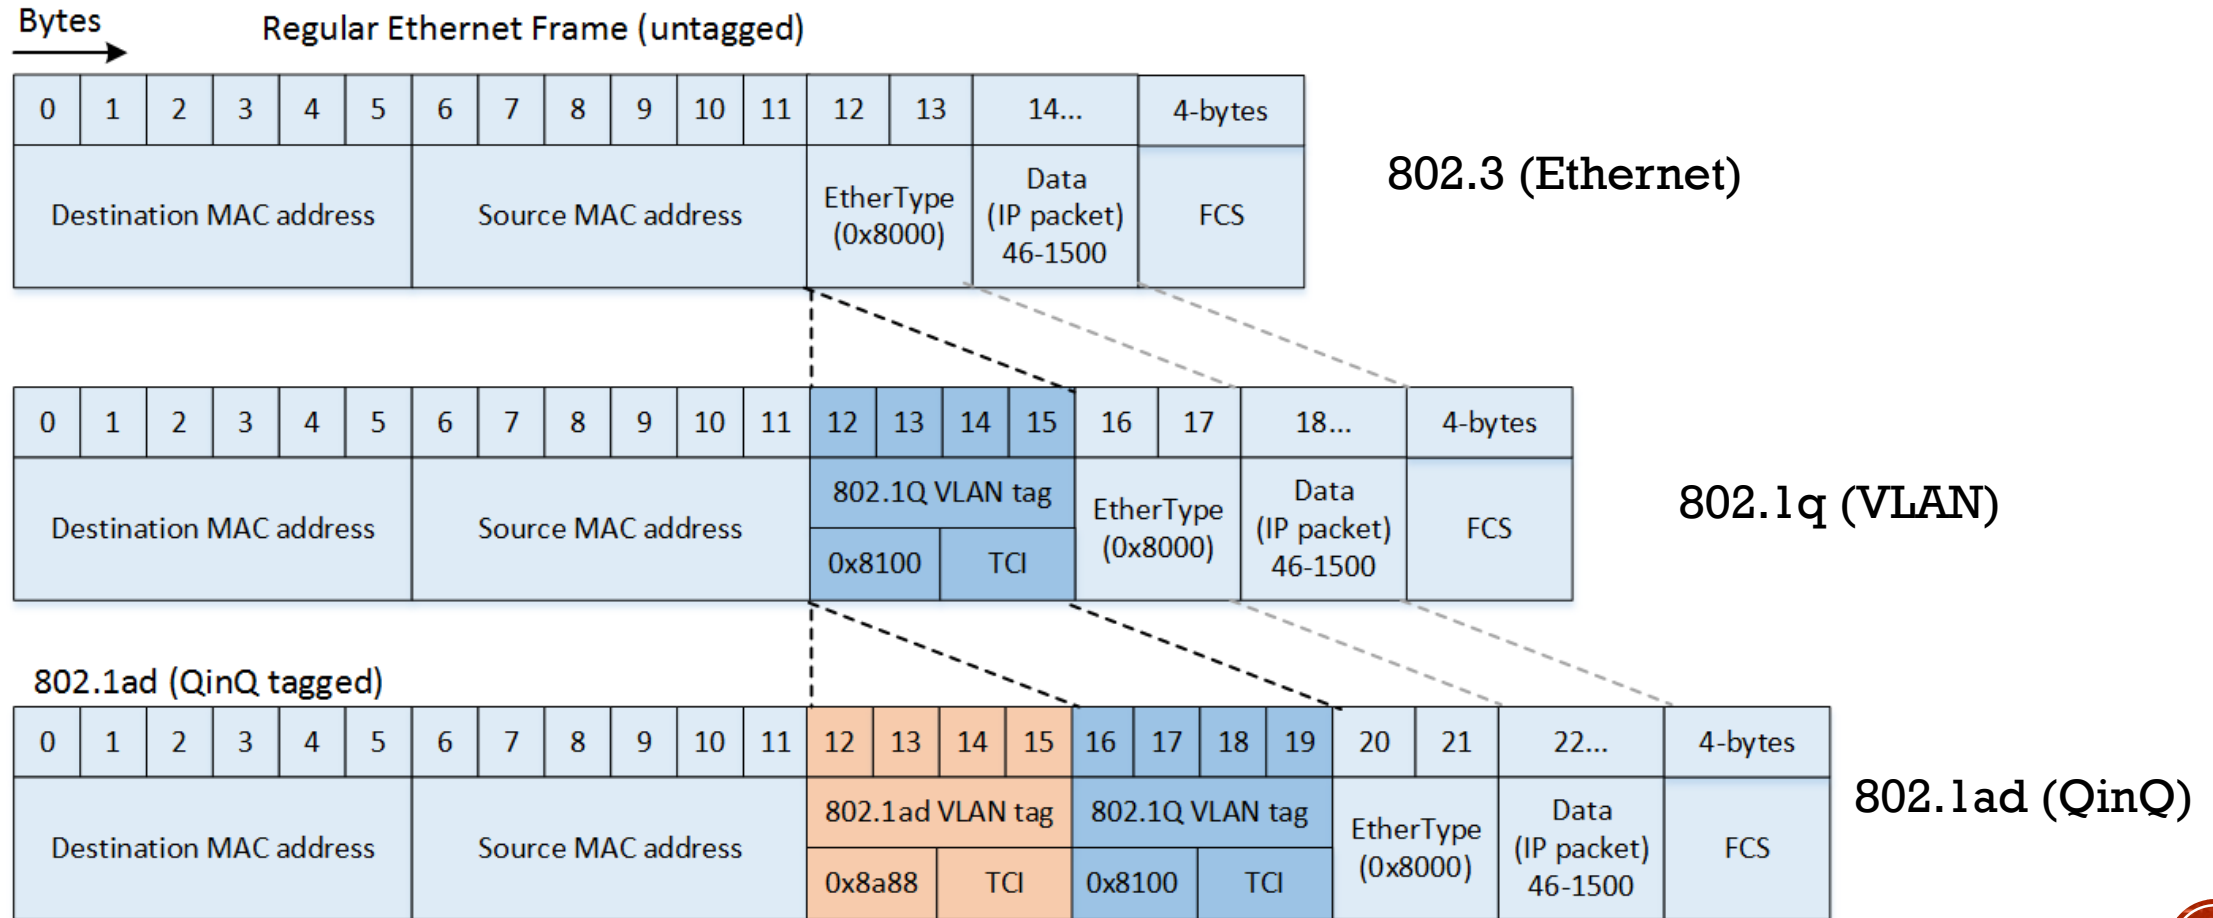 Bytes
Regular Ethernet Frame (untagged)
0 1 2 3 4 5 6 7 8 9 10 11 12 13 14... 4-bytes
Destination MAC address
Source MAC address
EtherType
(0x8000)
Data
(IP packet)
46-1500
FCS
802.3 (Ethernet)
0 1 2 3 4 5 6 7 8 9 10 11 12 13 14 15 16 17 18... 4-bytes
Destination MAC address
Source MAC address
802.1Q VLAN tag
0x8100 TCI
EtherType
(0x8000)
Data
(IP packet)
46-1500
FCS
802.1q (VLAN)
802.1ad (QinQ tagged)
0 1 2 3 4 5 6 7 8 9 10 11 12 13 14 15 16 17 18 19 20 21 22... 4-bytes
Destination MAC address
Source MAC address
802.1ad VLAN tag
0x8a88 TCI
802.1Q VLAN tag
0x8100 TCI
EtherType
(0x8000)
Data
(IP packet)
46-1500
FCS
802.1ad (QinQ)